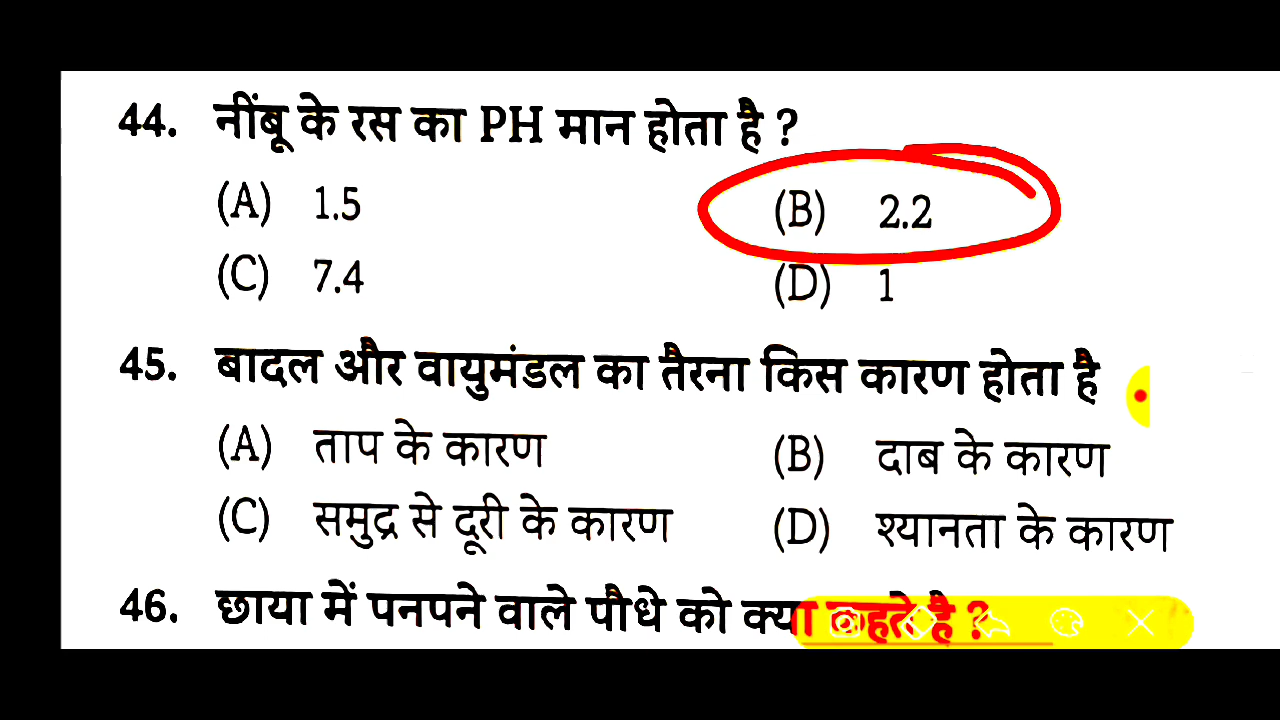 44. नींबू के रस का PH मान होता है ?
(A) 1.5 (B) 2.2
(C) 7.4 (D) 1
45. बादल और वायुमंडल का तैरना किस कारण होता है
(A) ताप के कारण (B) दाब के कारण
(C) समुद्र से दूरी के कारण (D) श्यानता के कारण
46. छाया में पनपने वाले पौधे को क्या कहते है ?